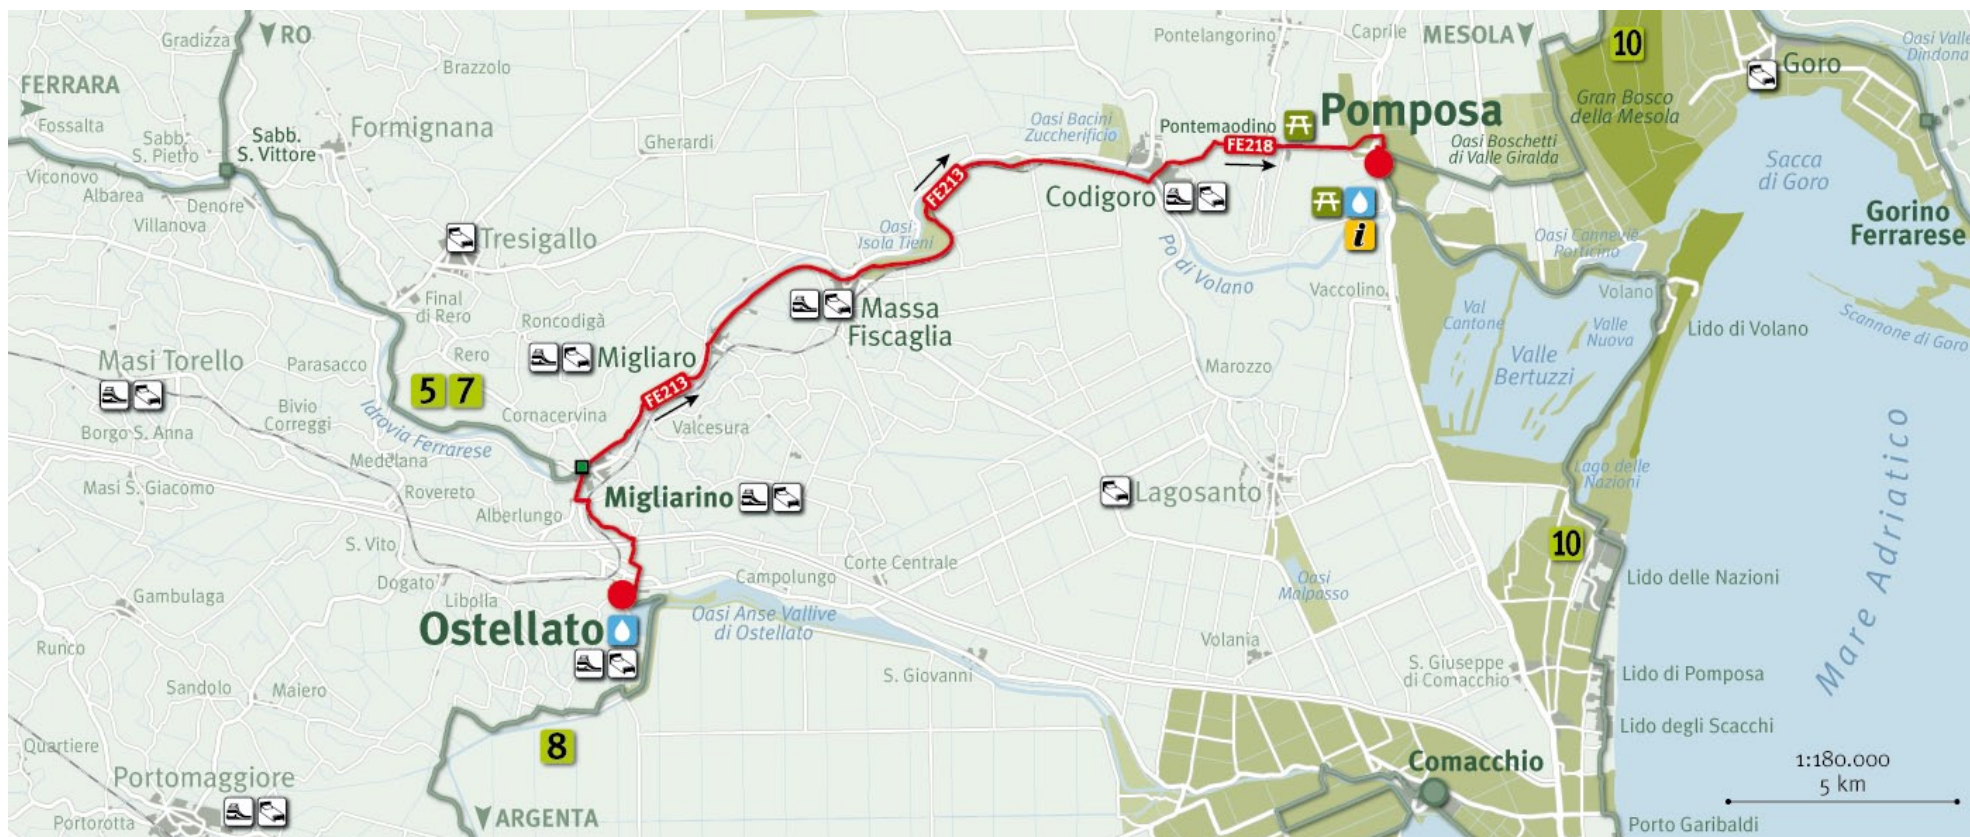 Gradizza
RO
FERRARA
Fossalta
Brazzolo
Sabb.
S. Pietro
Sabb.
S. Vittore
Formignana
Viconovo
Albarea
Villanova
Denore
Gherardi
Tresigallo
Final
di Rero
Roncodigà
Rero
Masi Torello
Parasacco
Migliaro
5
7
FE213
Bivio
Correggi
Borgo S. Anna
Idrovia Ferrarese
Cornacervina
Valcesura
Medelana
Masi S. Giacomo
Rovereto
Alberlungo
Migliarino
S. Vito
Dogato
Libolla
Gambulaga
Ostellato
Runco
Sandolo
Maiero
Quartiere
8
Portomaggiore
Portorotta
ARGENTA
Pontelangorino
Caprile
MESOLA
10
Goro
Oasi Valle
Dindona
Gran Bosco
della Mesola
Oasi Bacini
Zuccherificio
Pontemaodino
Pomposa
FE218
Oasi Boschetti
di Valle Giralda
Sacca
di Goro
FE213
Codigoro
Oasi
Isola Tieni
Gorino
Ferrarese
i
Oasi Cannevié
Porticino
Po di Volano
Vaccolino
Volano
Massa
Fiscaglia
Val
Cantone
Valle
Nuova
Lido di Volano
Scannone di Goro
Valle
Bertuzzi
Marozzo
Lagosanto
Lago delle
Nazioni
Mare Adriatico
10
Corte Centrale
Campolungo
Oasi
Malpasso
Lido delle Nazioni
Oasi Anse Vallive
di Ostellato
Volania
S. Giovanni
S. Giuseppe
di Comacchio
Lido di Pomposa
Lido degli Scacchi
Comacchio
1:180.000
5 km
Porto Garibaldi